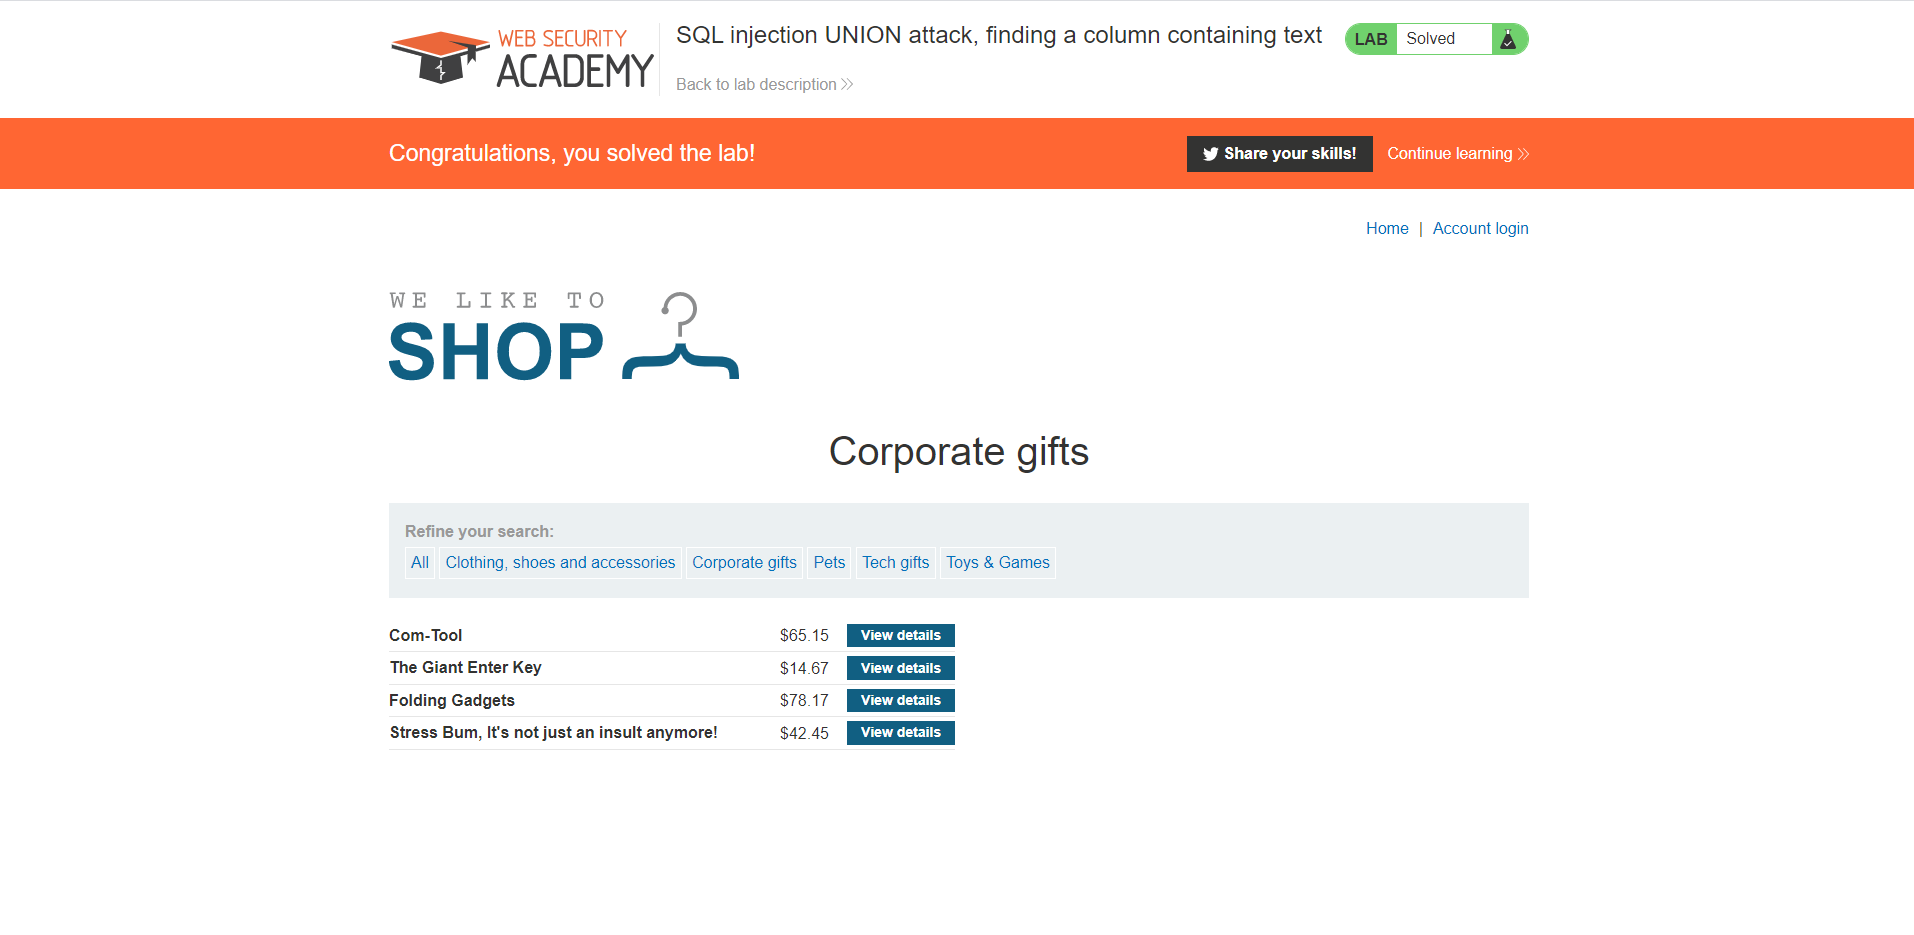 WEB SECURITY
ACADEMY
SQL injection UNION attack, finding a column containing text
Back to lab description
LAB Solved
Congratulations, you solved the lab!
Share your skills! Continue learning
Home | Account login
WE LIKE TO
SHOP
Corporate gifts
Refine your search:
All Clothing, shoes and accessories Corporate gifts Pets Tech gifts Toys & Games
Com-Tool $65.15 View details
The Giant Enter Key $14.67 View details
Folding Gadgets $78.17 View details
Stress Bum, It's not just an insult anymore! $42.45 View details